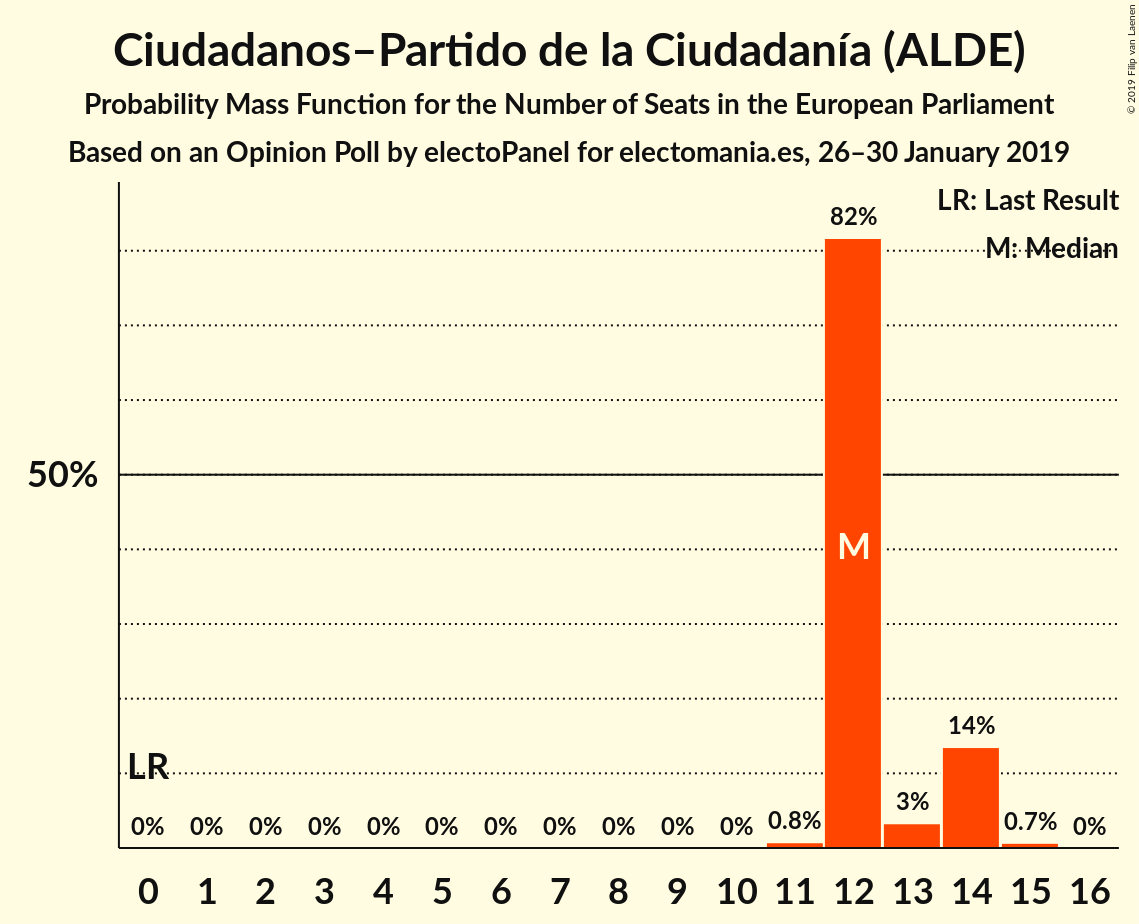 Ciudadanos–Partido de la Ciudadanía (ALDE)
Probability Mass Function for the Number of Seats in the European Parliament
Based on an Opinion Poll by electoPanel for electomania.es, 26–30 January 2019
© 2019 Filip van Laenen
LR: Last Result
M: Median
82%
50%
M
14%
LR
3%
0% 0% 0% 0% 0% 0% 0% 0% 0% 0% 0% 0.8% 0.7% 0%
0 1 2 3 4 5 6 7 8 9 10 11 12 13 14 15 16